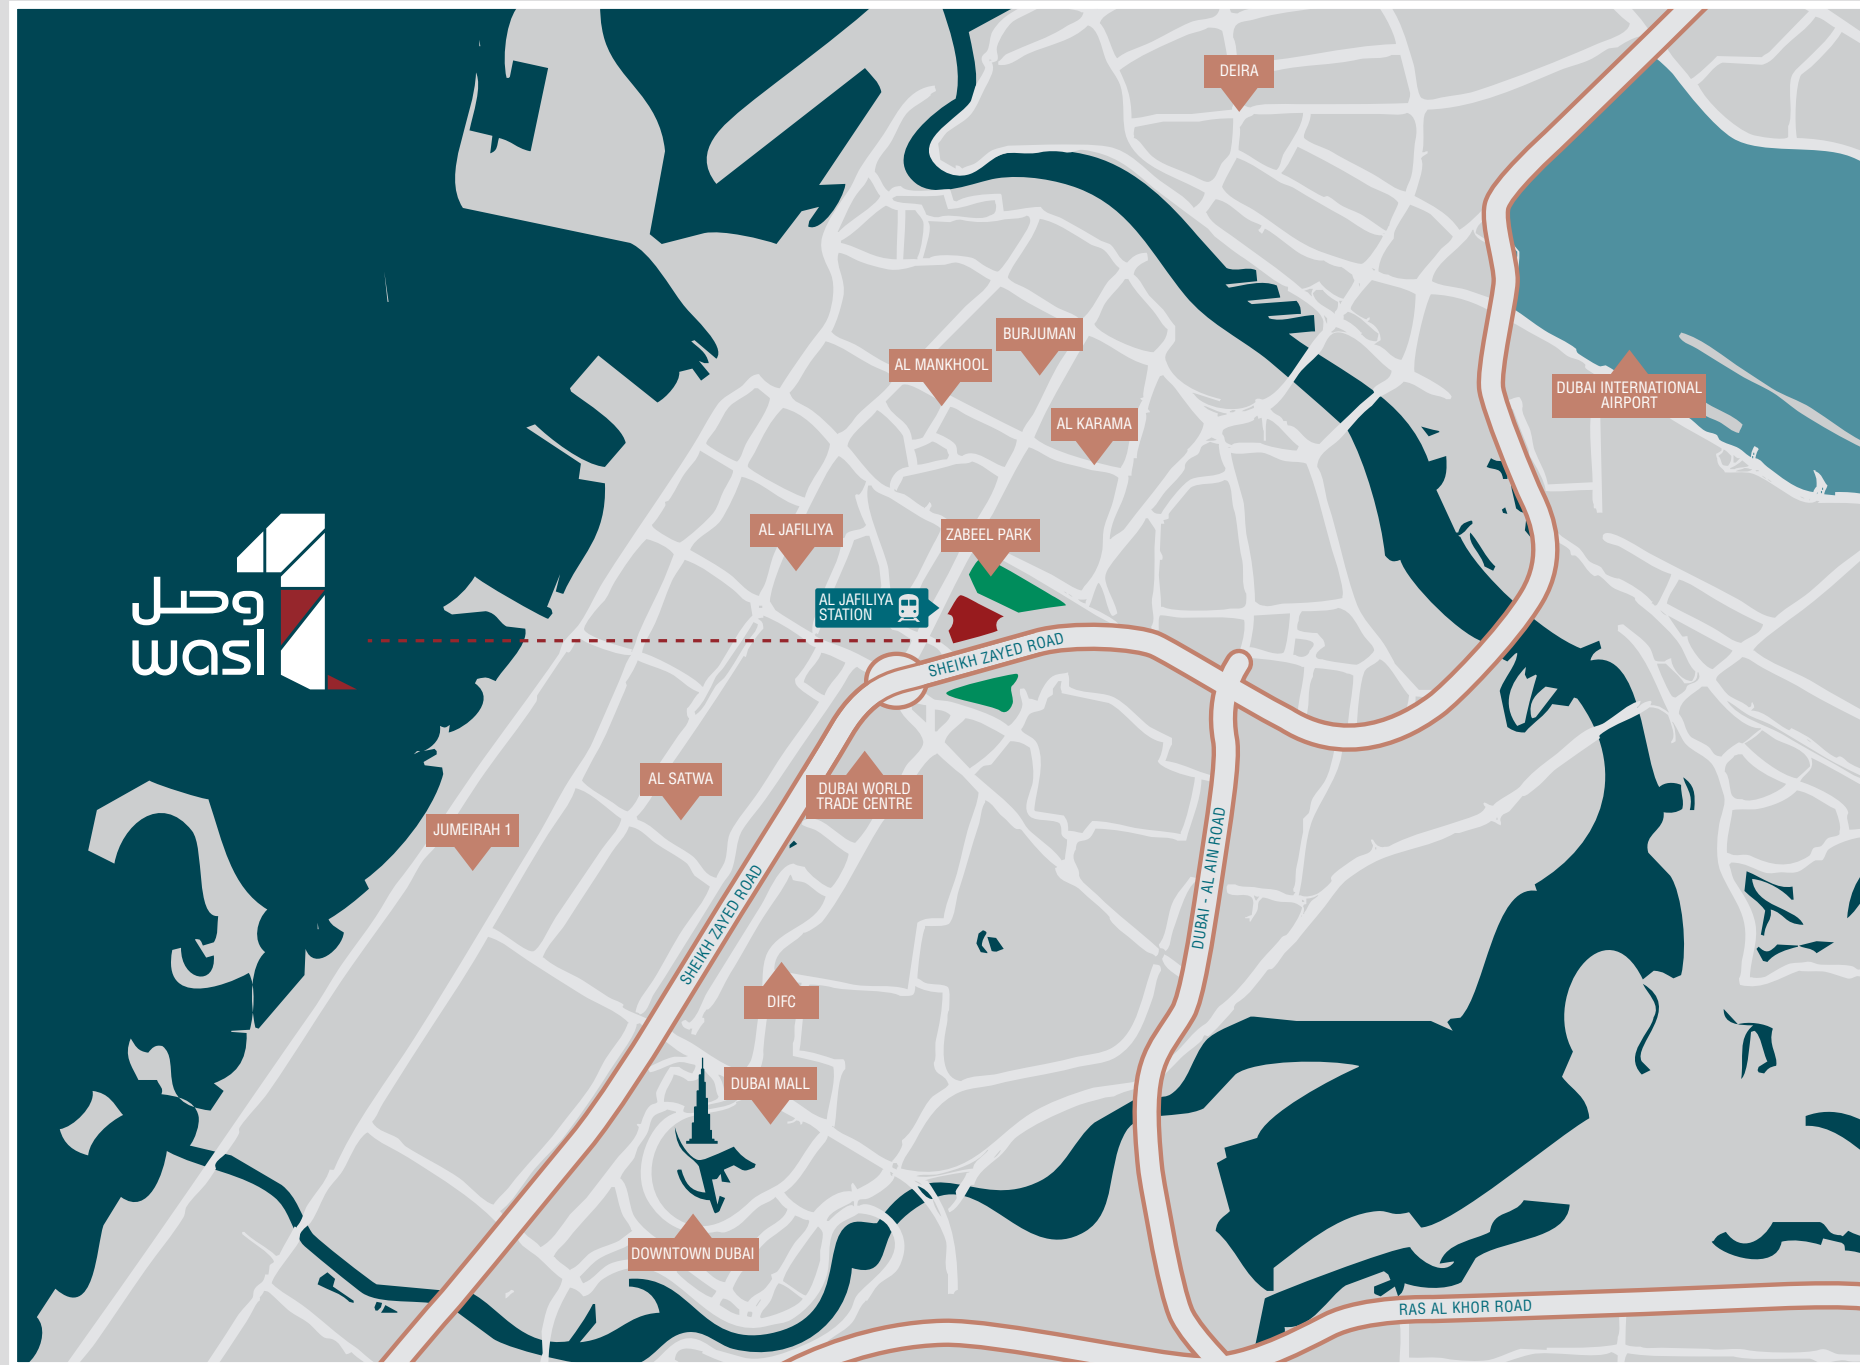 DEIRA
BURJUMAN
AL MANKHOOL
DUBAI INTERNATIONAL
AIRPORT
AL KARAMA
AL JAFILIYA
ZABEEL PARK
AL JAFILIYA
STATION
وصل
wasl
SHEIKH ZAYED ROAD
AL SATWA
DUBAI WORLD
TRADE CENTRE
JUMEIRAH 1
DUBAI - AL AIN ROAD
SHEIKH ZAYED ROAD
DIFC
DUBAI MALL
DOWNTOWN DUBAI
RAS AL KHOR ROAD